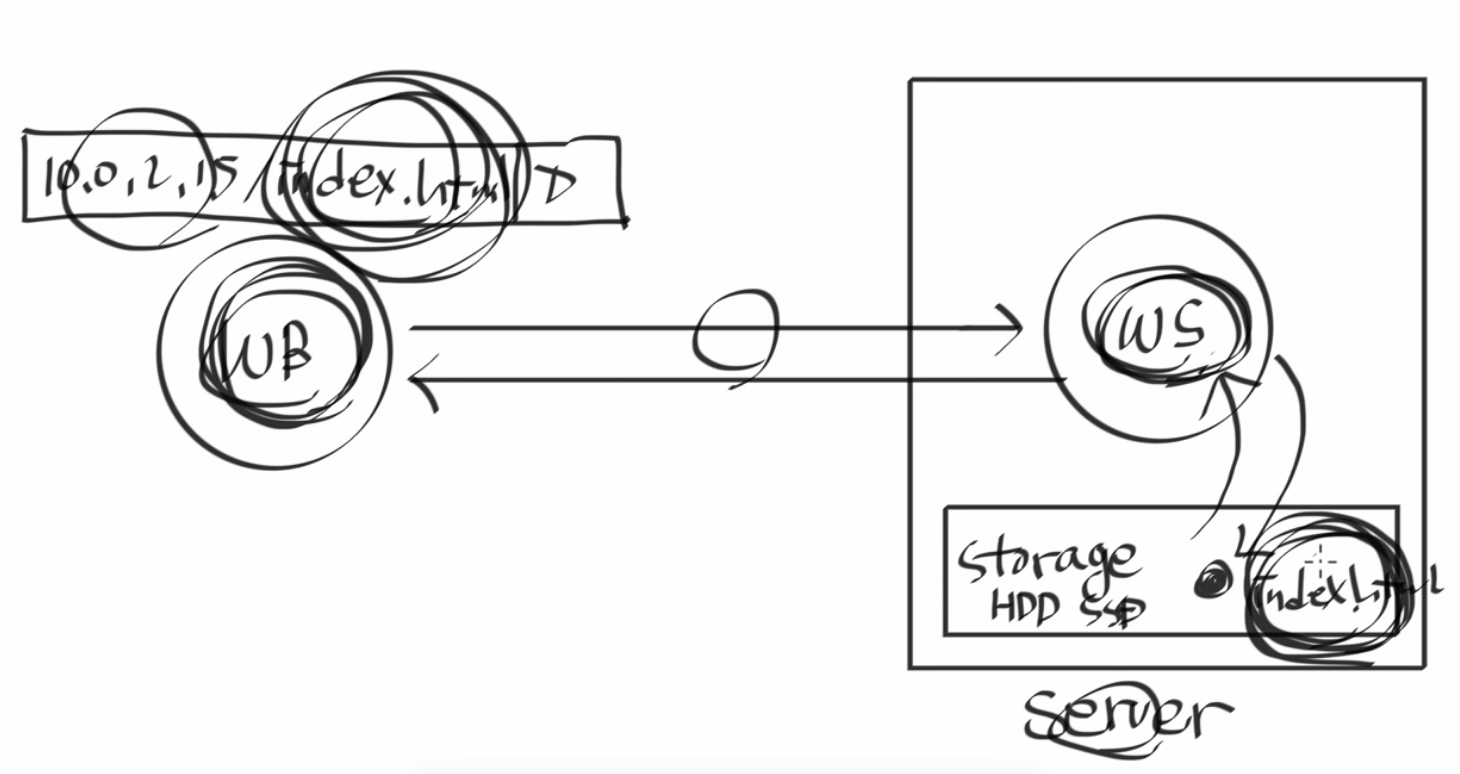 10.0.2.15/index.html
WB
WS
Storage
HDD SSD
index.html
Server